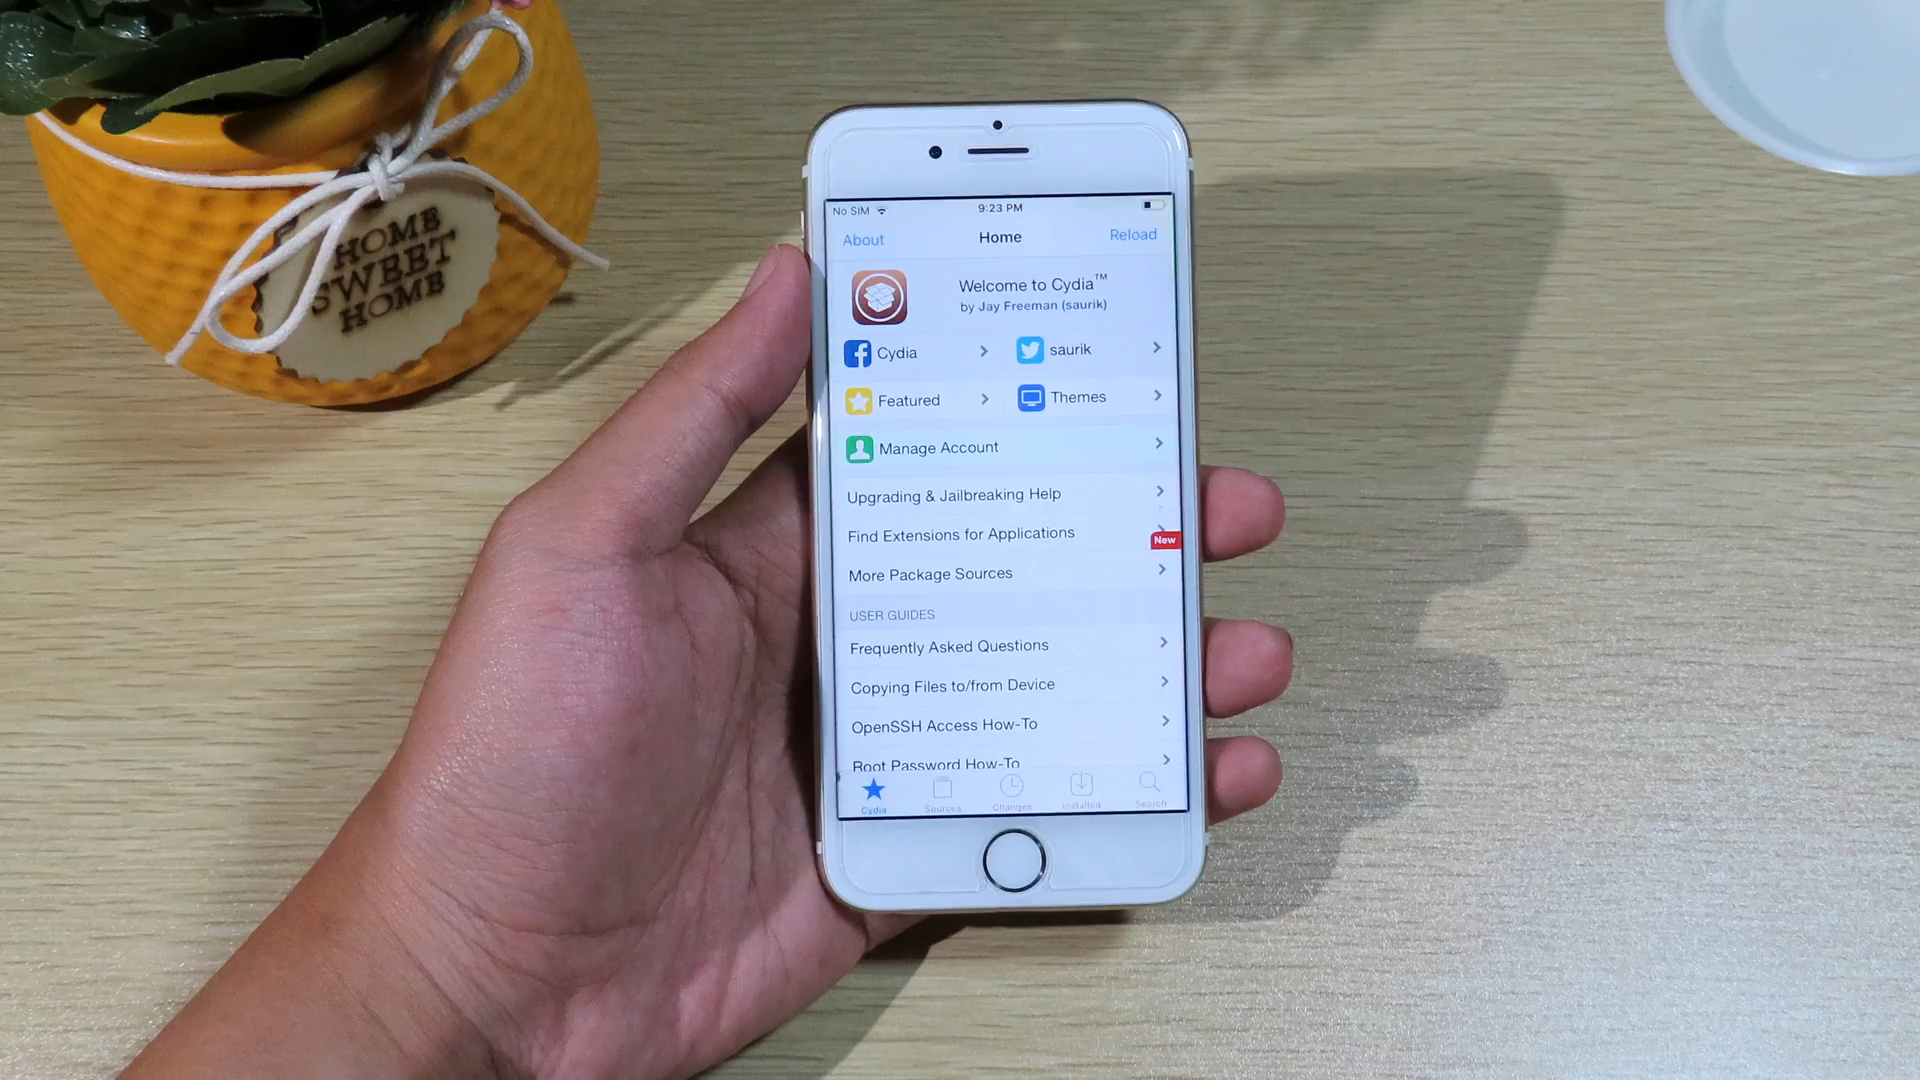 HOME
SWEET
HOME
No SIM 9:23 PM
About Home Reload
Welcome to Cydia™
by Jay Freeman (saurik)
Cydia saurik
Featured Themes
Manage Account
Upgrading & Jailbreaking Help
Find Extensions for Applications
New
More Package Sources
USER GUIDES
Frequently Asked Questions
Copying Files to/from Device
OpenSSH Access How-To
Root Password How-To
Cydia Sources Changes Installed Search